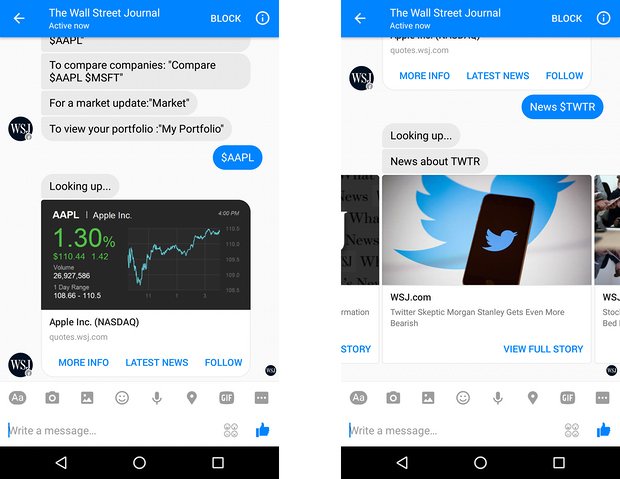 The Wall Street Journal
Active now
BLOCK
$AAPL"
To compare companies: "Compare
$AAPL $MSFT"
For a market update:"Market"
To view your portfolio :"My Portfolio"
WSJ
$AAPL
Looking up...
AAPL | Apple Inc.
4:00 PM
1.30%
$110.44 1.42
Volume
26,927,586
1 Day Range
108.66 - 110.5
110.5
110.0
109.5
109.0
108.5
11
1
3
Apple Inc. (NASDAQ)
quotes.wsj.com
MORE INFO LATEST NEWS FOLLOW
WSJ
Aa
GIF
Write a message...
The Wall Street Journal
Active now
BLOCK
Apple Inc. (NASDAQ)
quotes.wsj.com
WSJ
MORE INFO LATEST NEWS FOLLOW
News $TWTR
Looking up...
News about TWTR
WSJ.com
Twitter Skeptic Morgan Stanley Gets Even More
Bearish
VIEW FULL STORY
rmation
STORY
Stoc
Bed
Aa
GIF
Write a message...